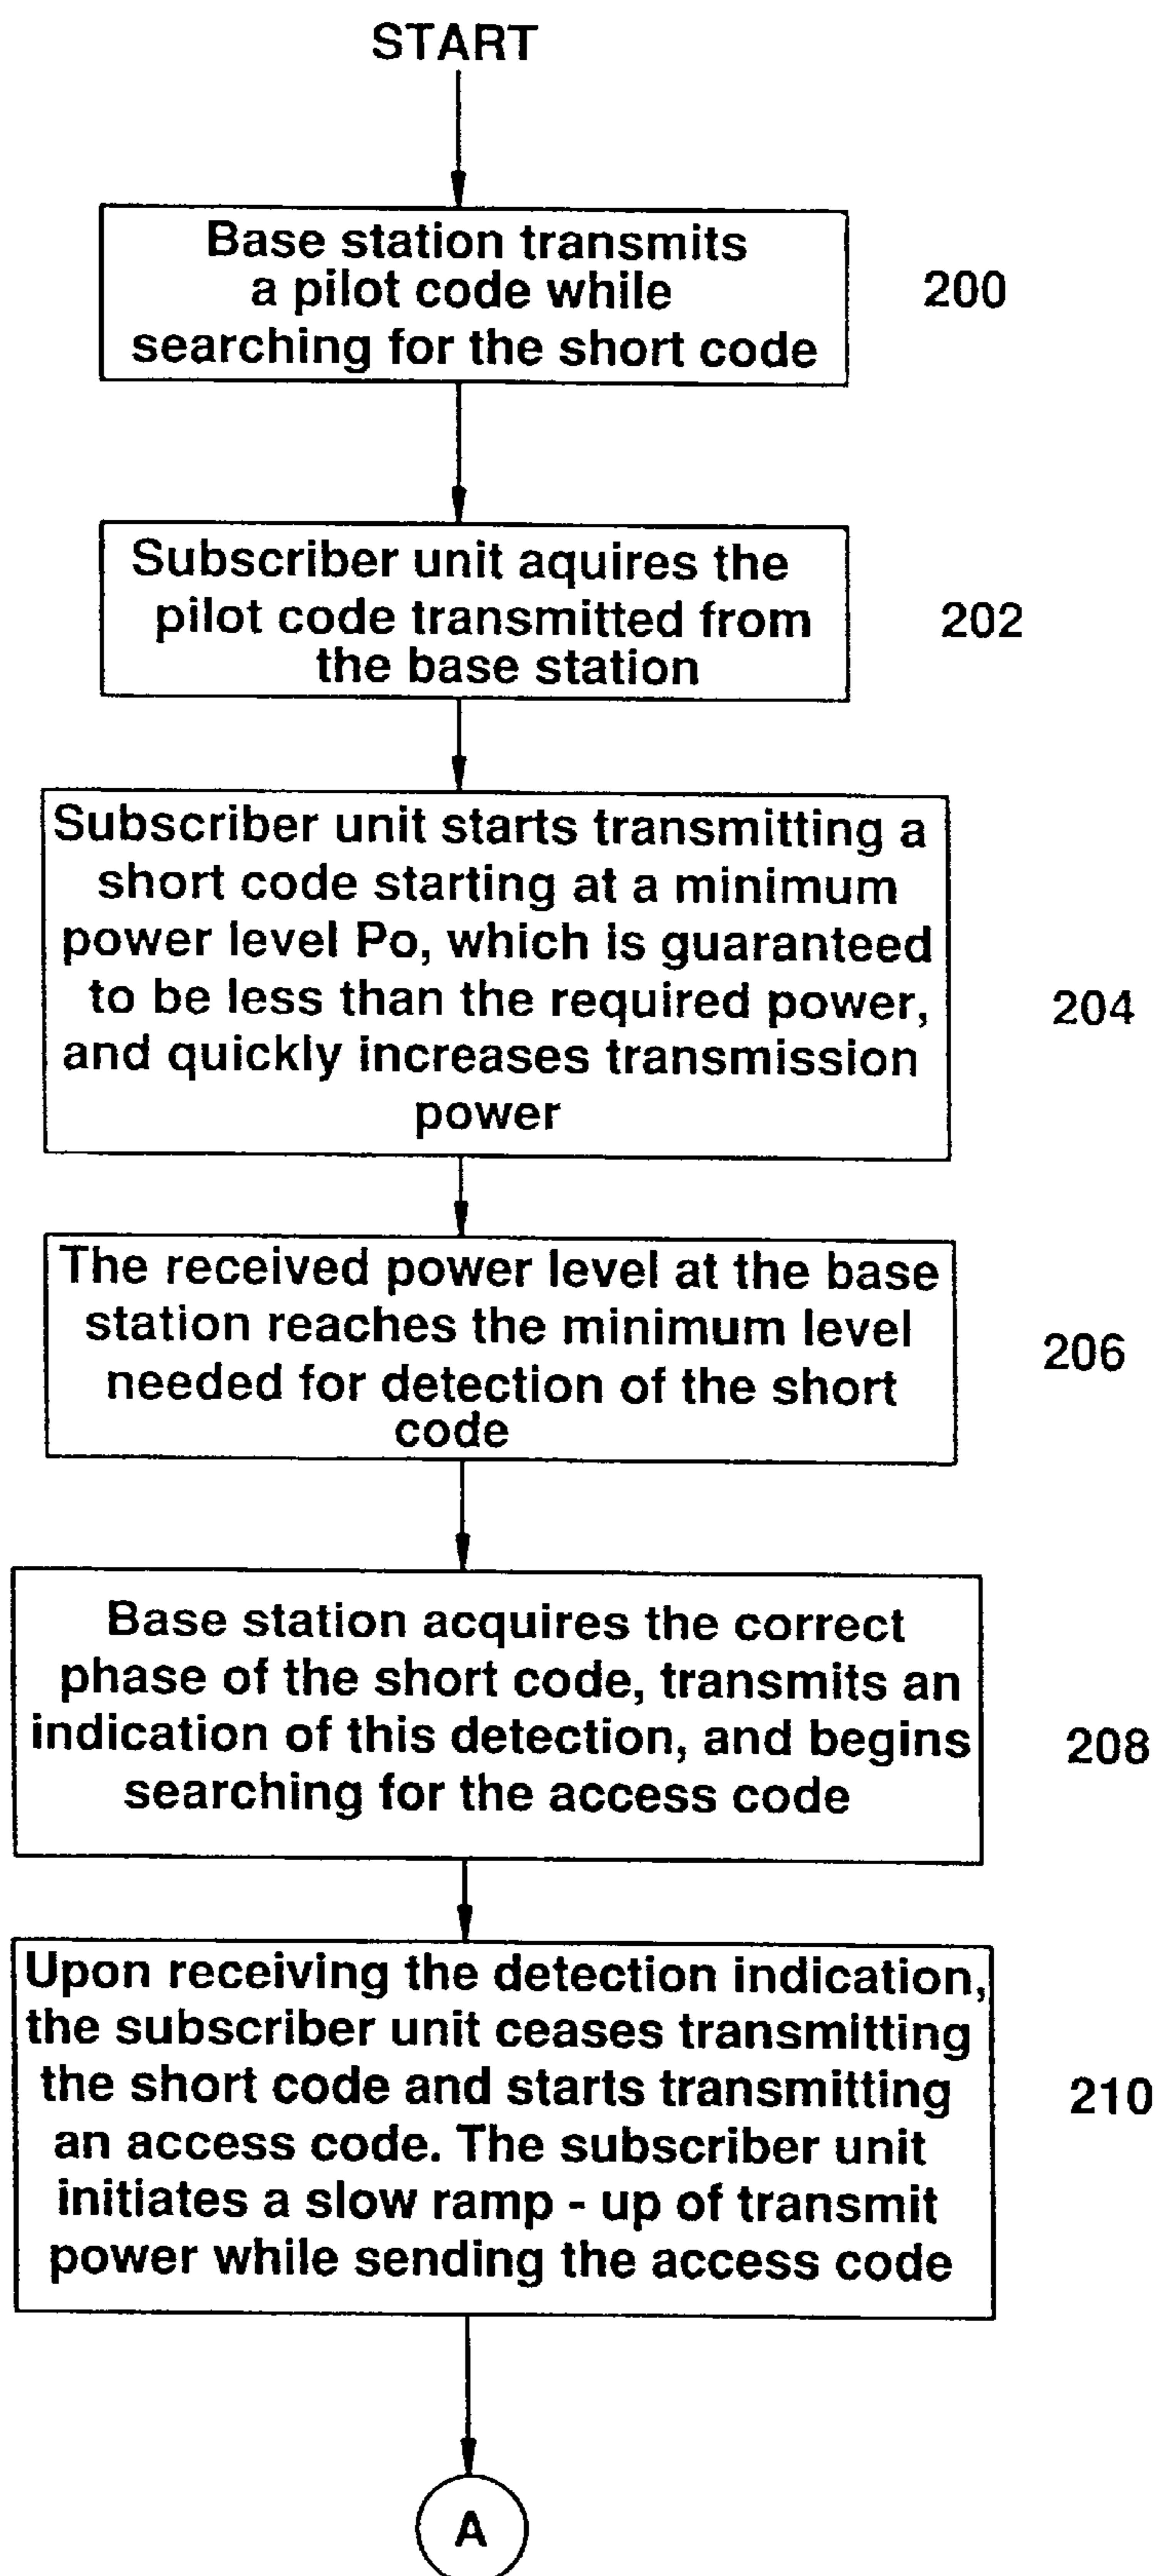 START
Base station transmits
a pilot code while
searching for the short code
200
Subscriber unit aquires the
pilot code transmitted from
the base station
202
Subscriber unit starts transmitting a
short code starting at a minimum
power level Po, which is guaranteed
to be less than the required power,
and quickly increases transmission
power
204
The received power level at the base
station reaches the minimum level
needed for detection of the short
code
206
Base station acquires the correct
phase of the short code, transmits an
indication of this detection, and begins
searching for the access code
208
Upon receiving the detection indication,
the subscriber unit ceases transmitting
the short code and starts transmitting
an access code. The subscriber unit
initiates a slow ramp - up of transmit
power while sending the access code
210
A